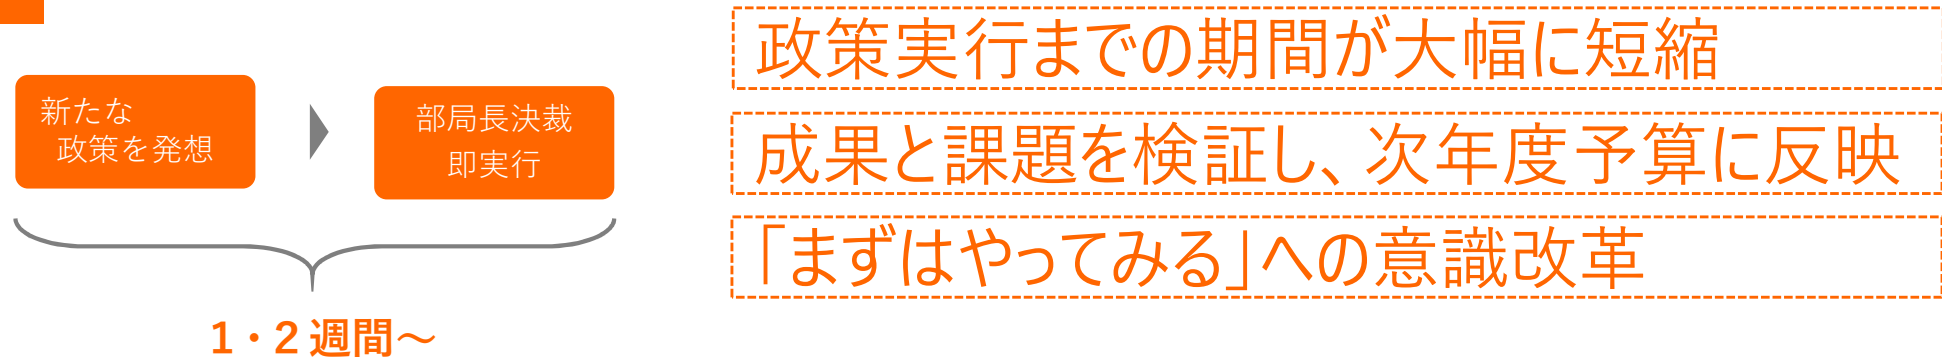 新たな
政策を発想
部局長決裁
即実行
1・2週間～
政策実行までの期間が大幅に短縮
成果と課題を検証し、次年度予算に反映
「まずはやってみる」への意識改革